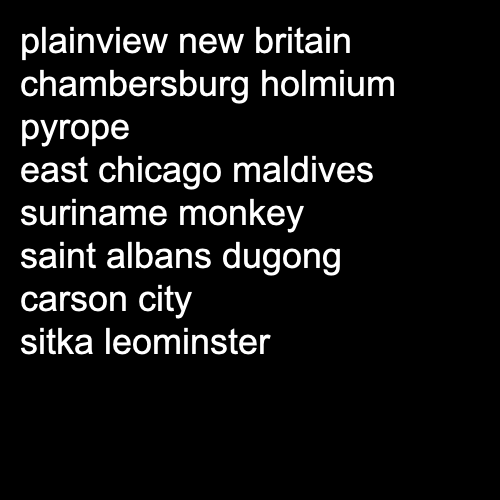 plainview new britain
chambersburg holmium
pyrope
east chicago maldives
suriname monkey
saint albans dugong
carson city
sitka leominster